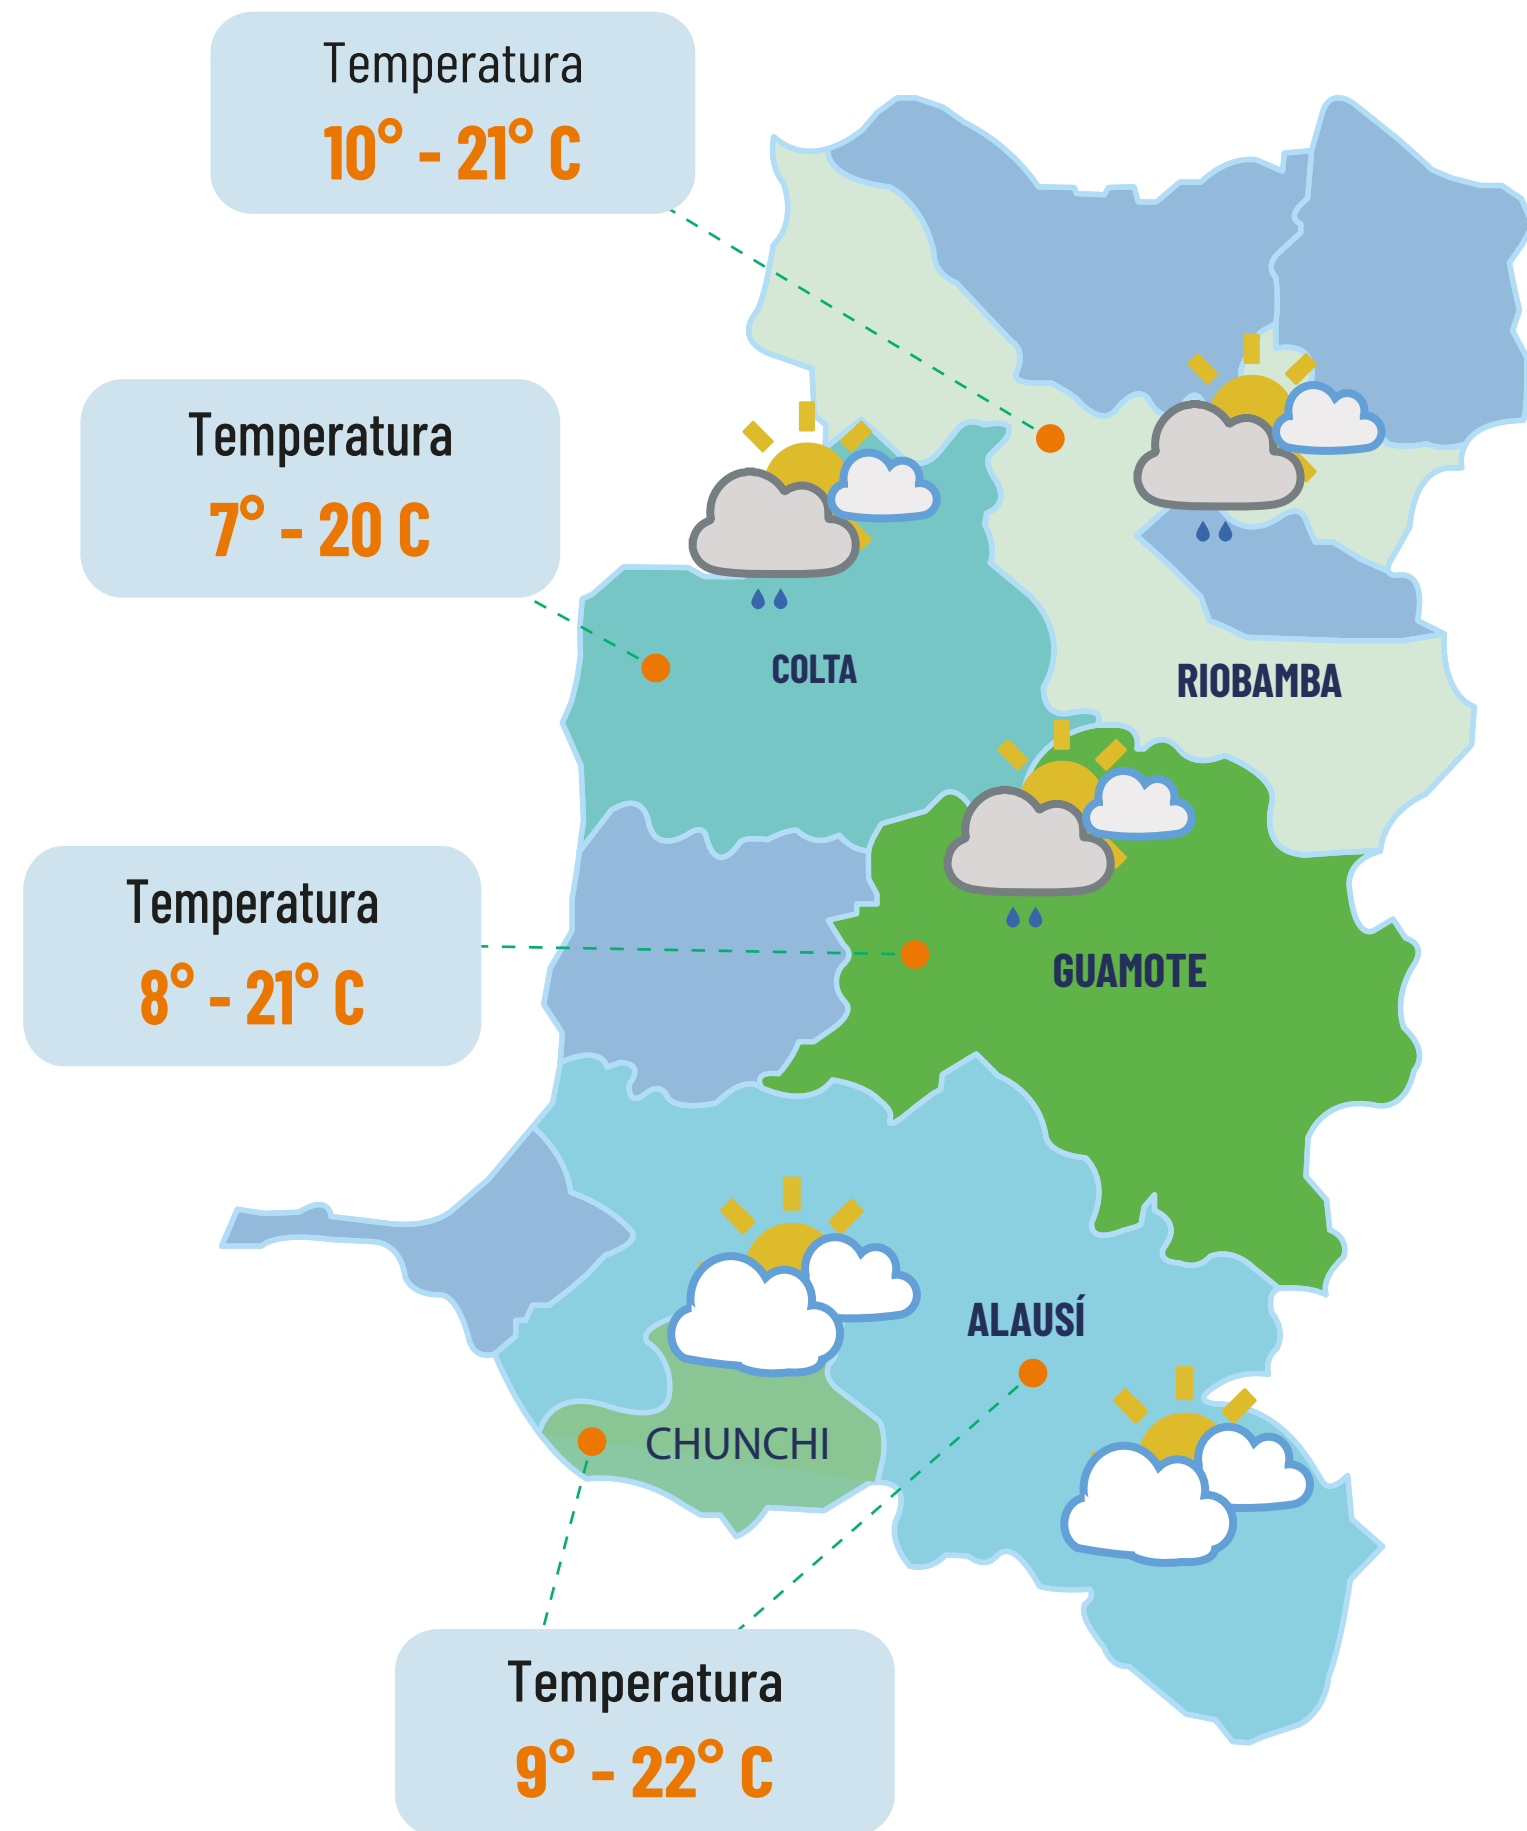 Temperatura
10° - 21° C
Temperatura
7° - 20 C
COLTA
RIOBAMBA
Temperatura
8° - 21° C
GUAMOTE
ALAUSÍ
CHUNCHI
Temperatura
9° - 22° C